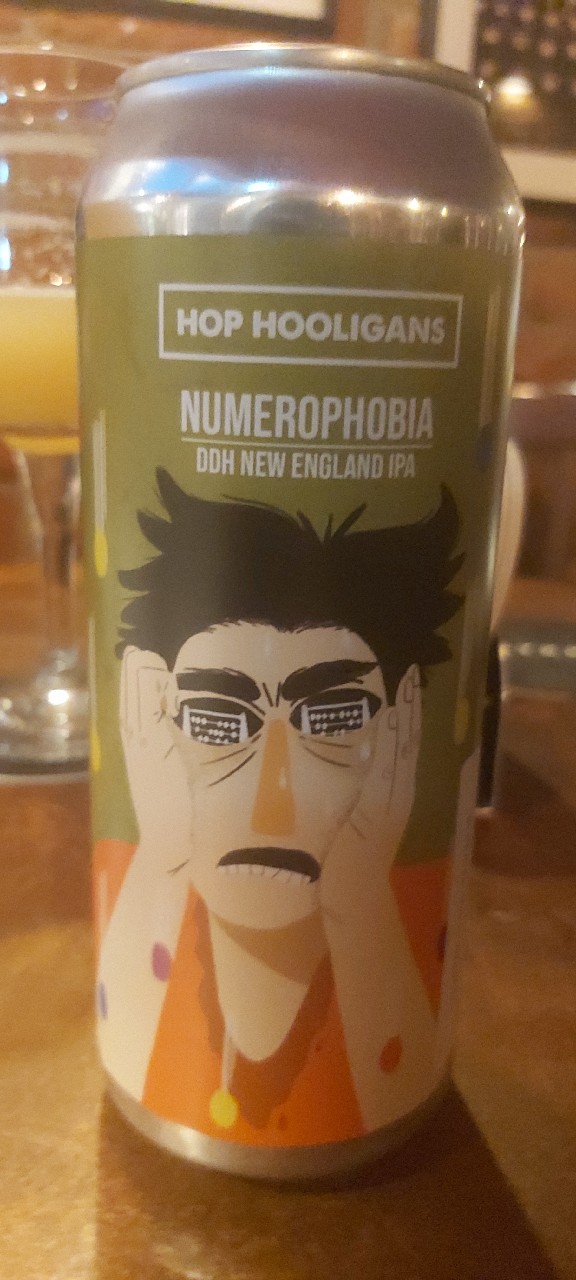 HOP HOOLIGANS
NUMEROPHOBIA
DDH NEW ENGLAND IPA